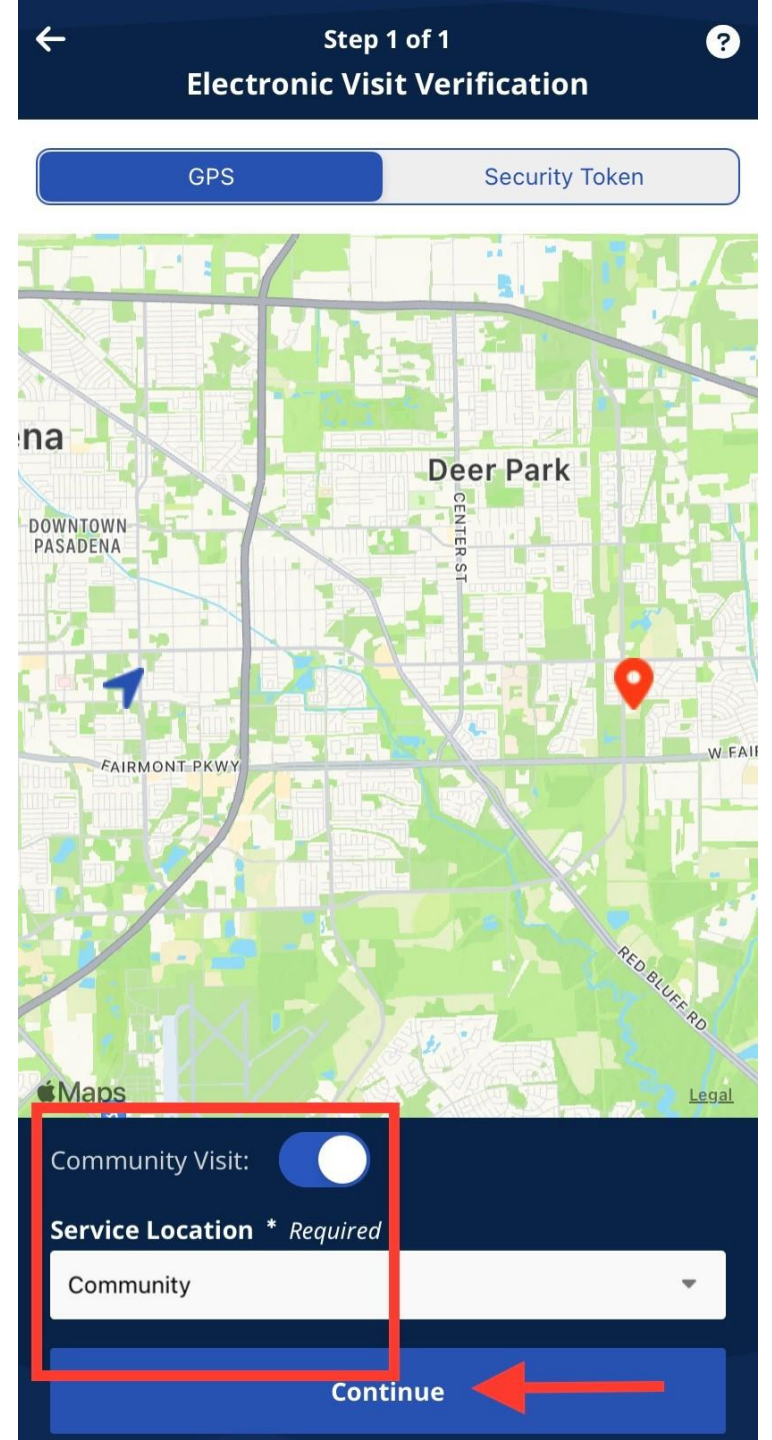 Step 1 of 1
?
Electronic Visit Verification
GPS
Security Token
na
Deer Park
CENTER ST
DOWNTOWN
PASADENA
FAIRMONT PKWY
W FAI
RED BLUFF RD
Maps
Legal
Community Visit:
Service Location * Required
Community
Continue